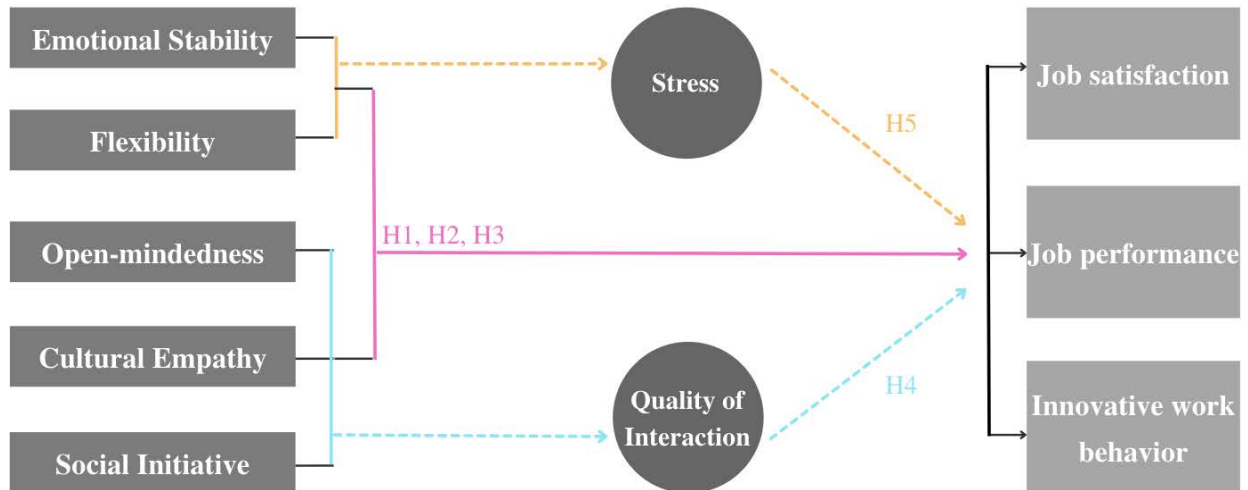 Emotional Stability
Flexibility
Open-mindedness
Cultural Empathy
Social Initiative
Stress
Quality of
Interaction
H1, H2, H3
H5
H4
Job satisfaction
Job performance
Innovative work
behavior